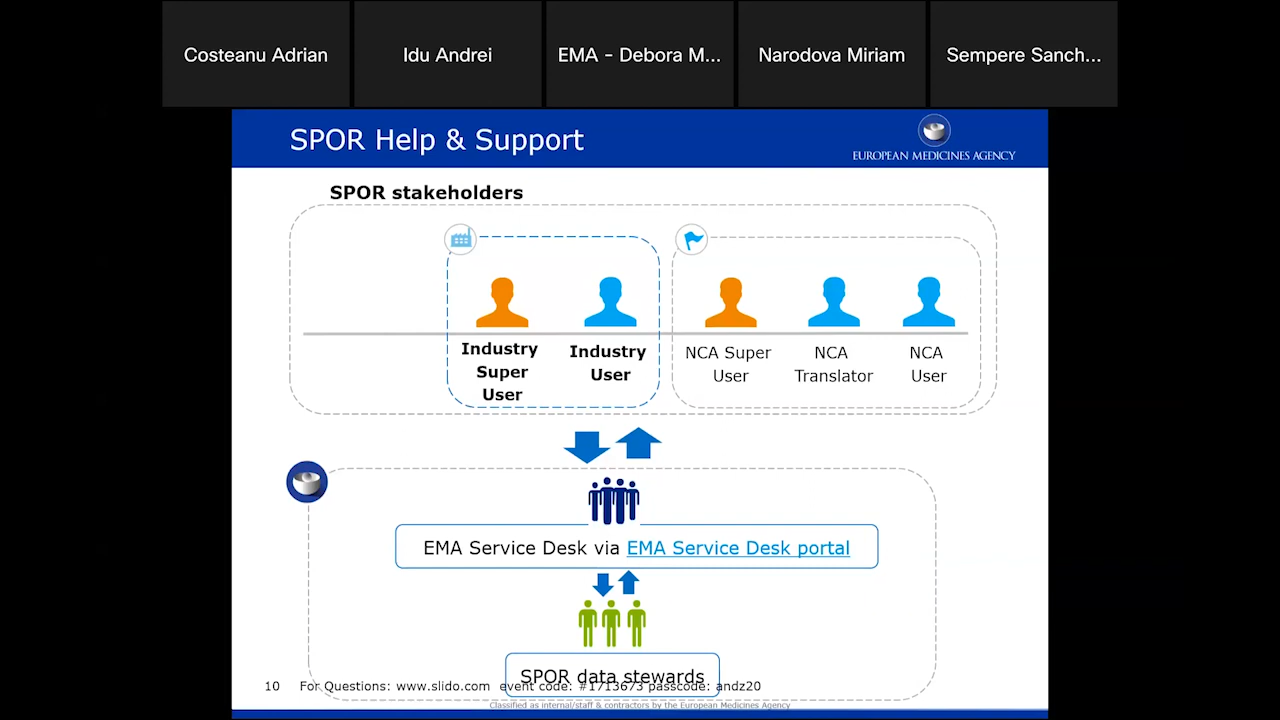 Costeanu Adrian
Idu Andrei
EMA - Debora M...
Narodova Miriam
Sempere Sanch...
SPOR Help & Support
EUROPEAN MEDICINES AGENCY
SPOR stakeholders
Industry
Super
User
Industry
User
NCA Super
User
NCA
Translator
NCA
User
EMA Service Desk via EMA Service Desk portal
SPOR data stewards
10 For Questions: www.slido.com event code: #1713673 passcode: andz20
Classified as internal/staff & contractors by the European Medicines Agency